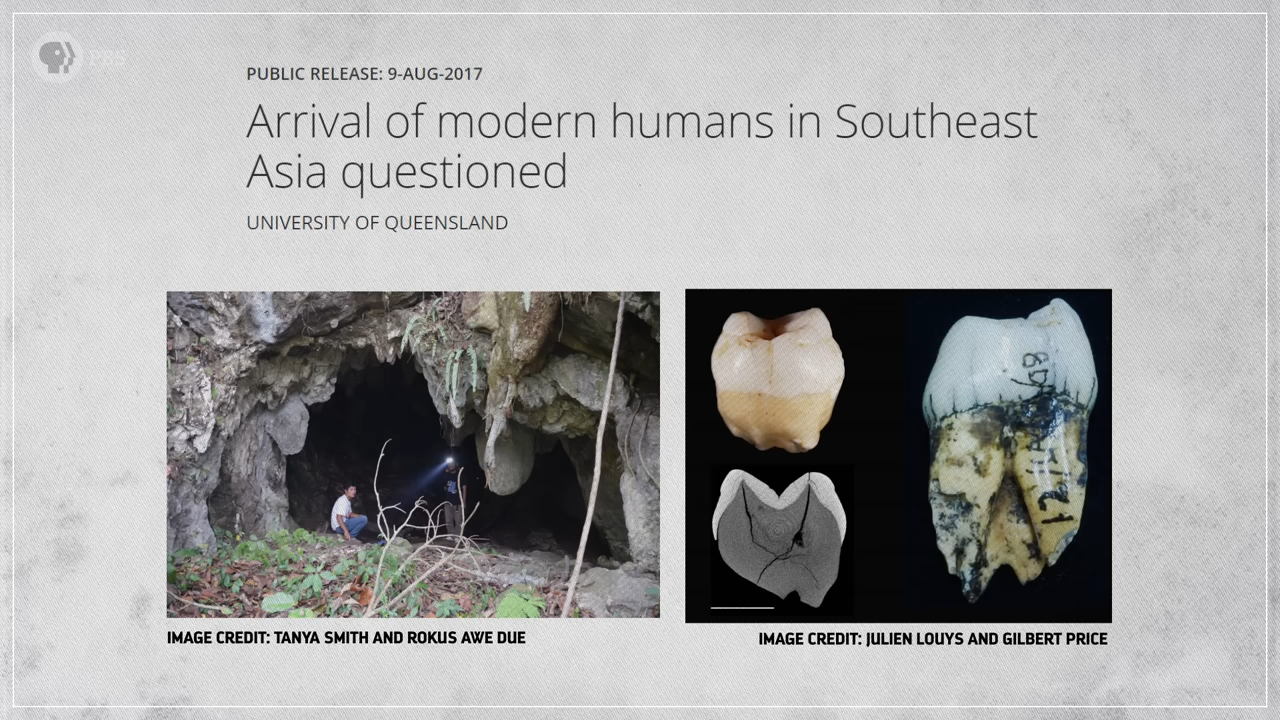 PBS
PUBLIC RELEASE: 9-AUG-2017
Arrival of modern humans in Southeast
Asia questioned
UNIVERSITY OF QUEENSLAND
IMAGE CREDIT: TANYA SMITH AND ROKUS AWE DUE
IMAGE CREDIT: JULIEN LOUYS AND GILBERT PRICE